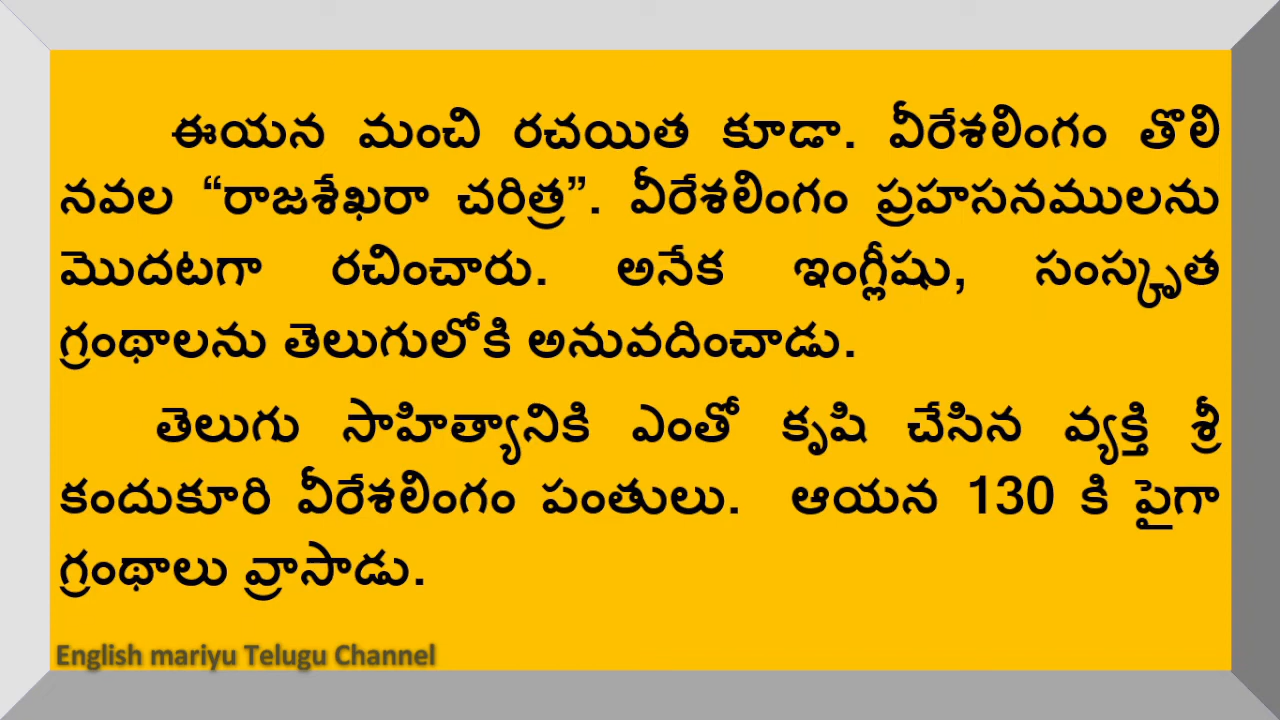 ఈయన మంచి రచయిత కూడా. వీరేశలింగం తొలి
నవల “రాజశేఖరా చరిత్ర”. వీరేశలింగం ప్రహసనములను
మొదటగా రచించారు. అనేక ఇంగ్లీషు, సంస్కృత
గ్రంథాలను తెలుగులోకి అనువదించాడు.
తెలుగు సాహిత్యానికి ఎంతో కృషి చేసిన వ్యక్తి శ్రీ
కందుకూరి వీరేశలింగం పంతులు. ఆయన 130 కి పైగా
గ్రంథాలు వ్రాసాడు.
English mariyu Telugu Channel